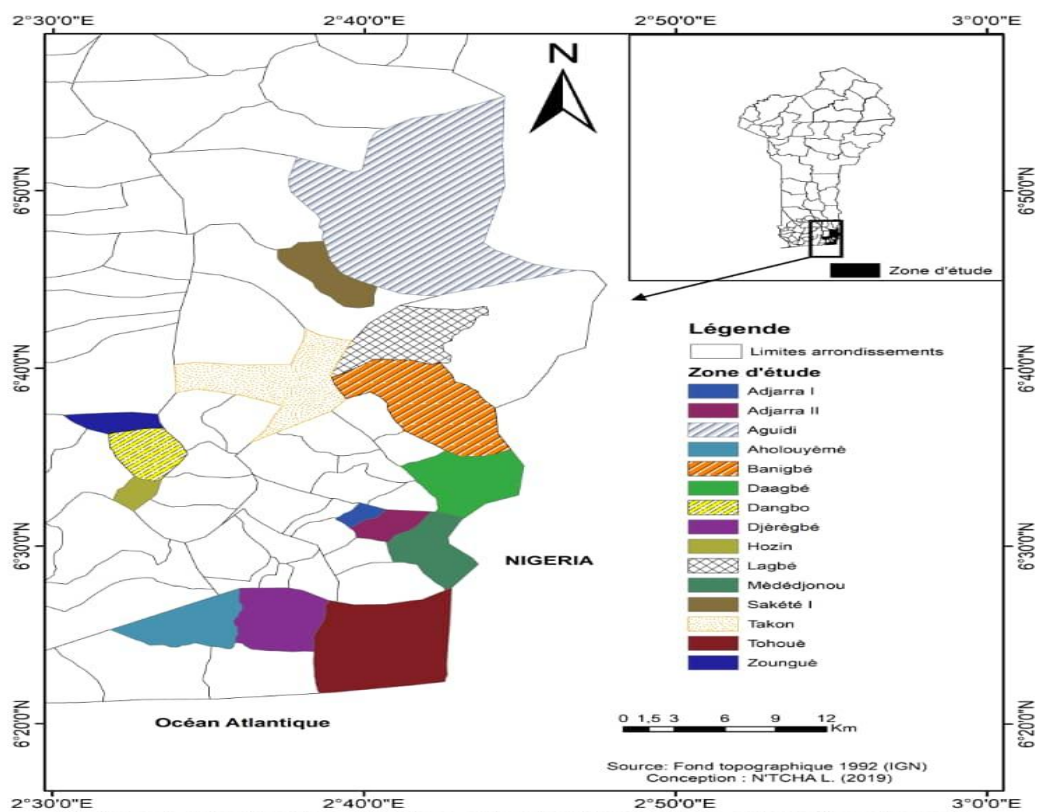 2°30'0"E 2°40'0"E 2°50'0"E 3°0'0"E
N
6°50'0"N 6°50'0"N
Zone d'étude
Légende
Limites arrondissements
6°40'0"N 6°40'0"N
Zone d'étude
Adjarra I
Adjarra II
Aguidi
Aholouyèmè
Banigbé
Daagbé
Dangbo
Djèrègbé
6°30'0"N 6°30'0"N
NIGERIA
Hozin
Lagbé
Mèdédjonou
Sakété I
Takon
Tohouè
Zounguè
6°20'0"N 6°20'0"N
Océan Atlantique
0 1,5 3 6 9 12
Km
Source: Fond topographique 1992 (IGN)
Conception : N'TCHA L. (2019)
2°30'0"E 2°40'0"E 2°50'0"E 3°0'0"E